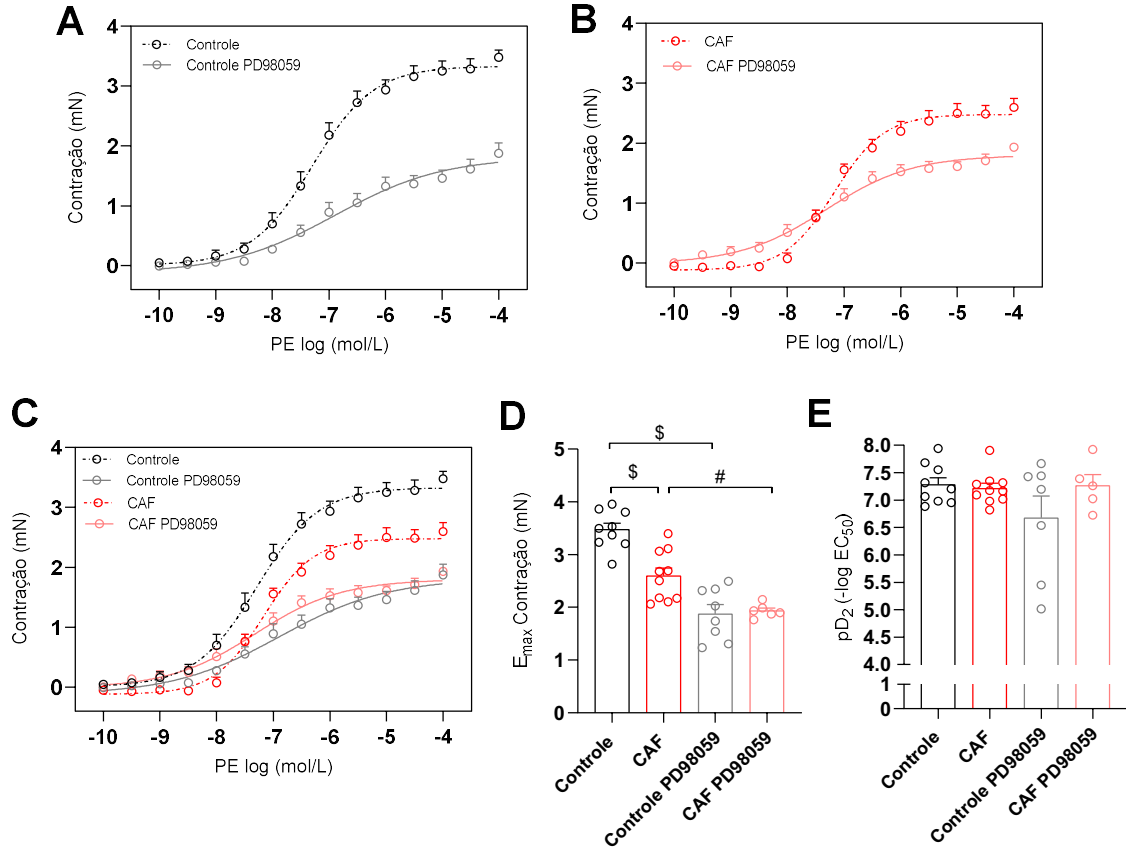 A
Controle
Controle PD98059
4
3
2
1
0
Contração (mN)
-10 -9 -8 -7 -6 -5 -4
PE log (mol/L)
B
CAF
CAF PD98059
4
3
2
1
0
Contração (mN)
-10 -9 -8 -7 -6 -5 -4
PE log (mol/L)
C
Controle
Controle PD98059
CAF
CAF PD98059
4
3
2
1
0
Contração (mN)
-10 -9 -8 -7 -6 -5 -4
PE log (mol/L)
D
$
$ #
5
4
3
2
1
0
Emax Contração (mN)
Controle
CAF
Controle PD98059
CAF PD98059
E
8.0
7.5
7.0
6.5
6.0
5.5
5.0
4.5
4.0
1
0
pD2 (-log EC50)
Controle
CAF
Controle PD98059
CAF PD98059